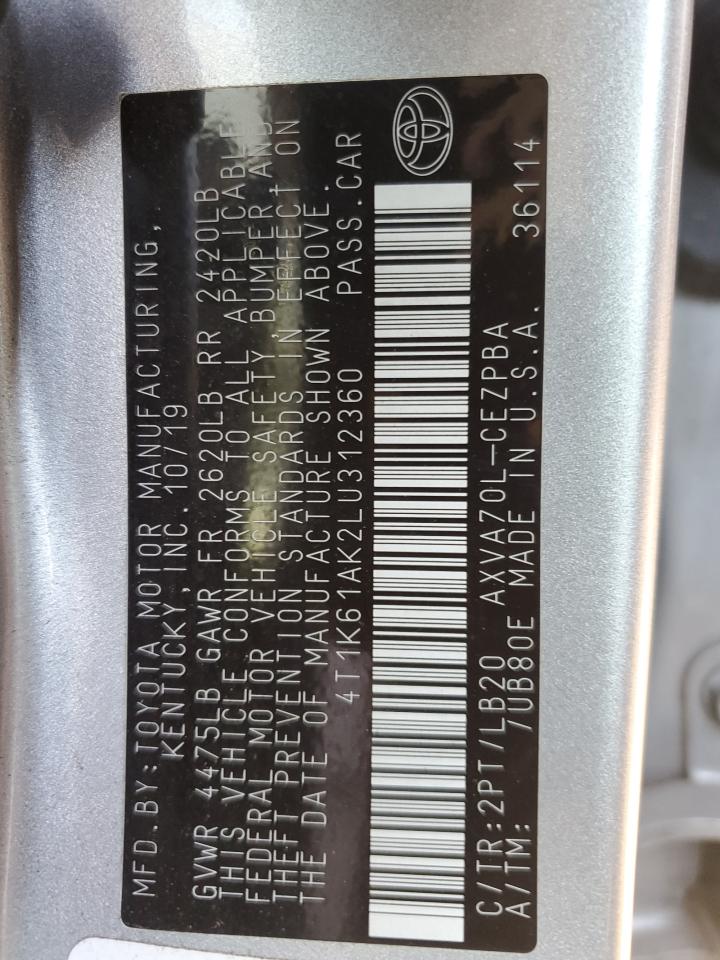 MFD.BY:TOYOTA MOTOR MANUFACTURING,
KENTUCKY, INC. 10/19
GVWR 4475LB GAWR FR 2620LB RR 2420LB
THIS VEHICLE CONFORMS TO ALL APPLICABLE
FEDERAL MOTOR VEHICLE SAFETY, BUMPER, AND
THEFT PREVENTION STANDARDS IN EFFECT ON
THE DATE OF MANUFACTURE SHOWN ABOVE.
4T1K61AK2LU312360 PASS.CAR
C/TR:2PT/LB20 AXVA70L-CEZPBA
A/TM: /UB80E MADE IN U.S.A. 36114